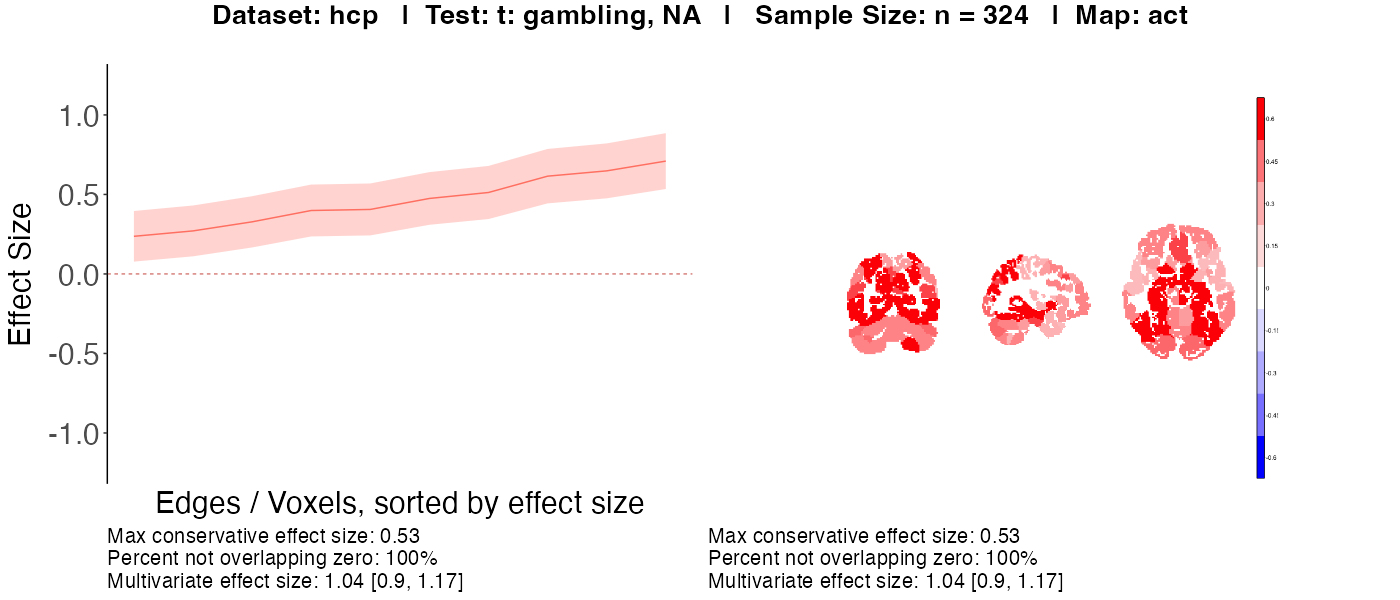 Dataset: hcp | Test: t: gambling, NA | Sample Size: n = 324 | Map: act
Effect Size
1.0
0.5
0.0
-0.5
-1.0
Edges / Voxels, sorted by effect size
0.6
0.45
0.3
0.15
0
-0.3
-0.6
Max conservative effect size: 0.53
Percent not overlapping zero: 100%
Multivariate effect size: 1.04 [0.9, 1.17]
Max conservative effect size: 0.53
Percent not overlapping zero: 100%
Multivariate effect size: 1.04 [0.9, 1.17]